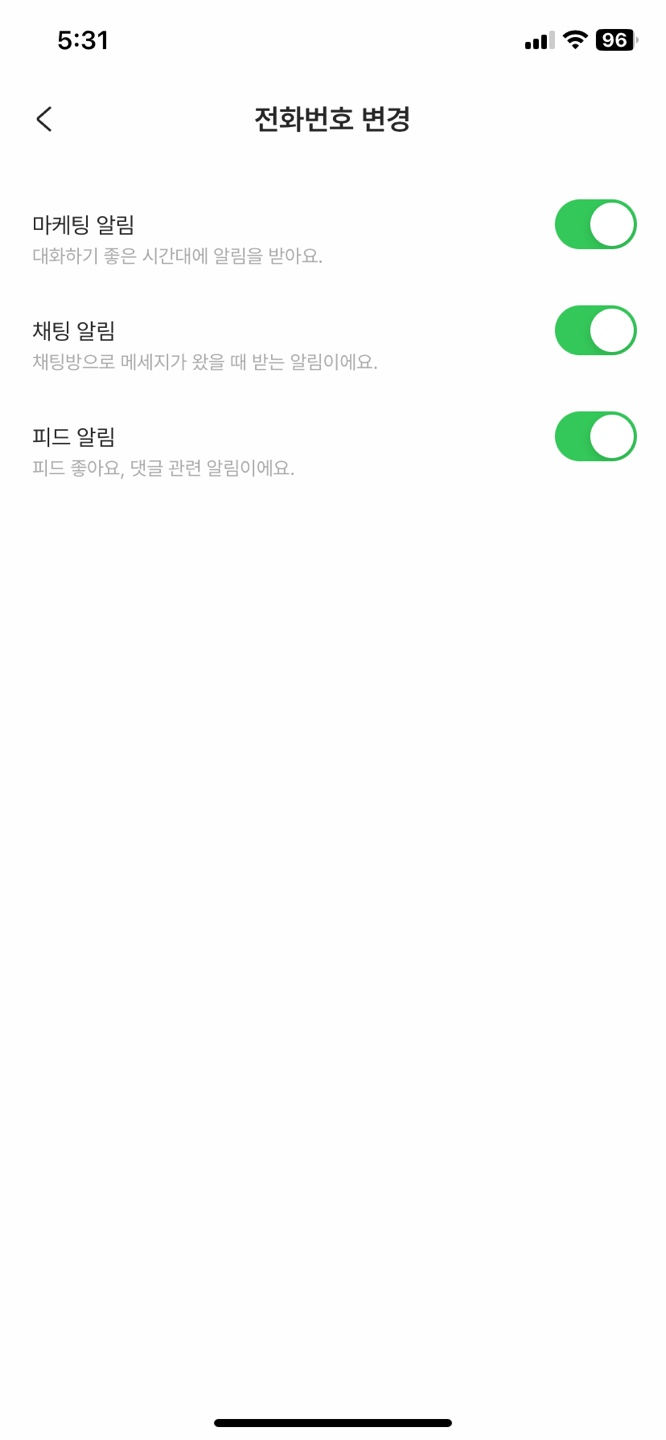 5:31
96
전화번호 변경
마케팅 알림
대화하기 좋은 시간대에 알림을 받아요.
채팅 알림
채팅방으로 메세지가 왔을 때 받는 알림이에요.
피드 알림
피드 좋아요, 댓글 관련 알림이에요.